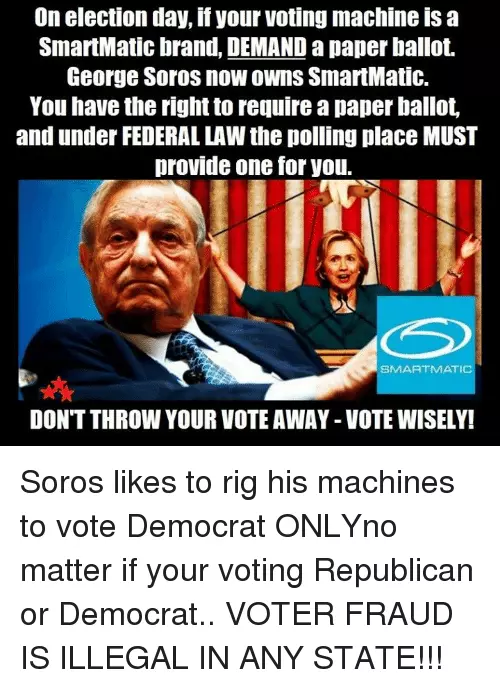 On election day, if your voting machine is a
SmartMatic brand, DEMAND a paper ballot.
George Soros now owns SmartMatic.
You have the right to require a paper ballot,
and under FEDERAL LAW the polling place MUST
provide one for you.
SMARTMATIC
DON'T THROW YOUR VOTE AWAY - VOTE WISELY!
Soros likes to rig his machines
to vote Democrat ONLYno
matter if your voting Republican
or Democrat.. VOTER FRAUD
IS ILLEGAL IN ANY STATE!!!